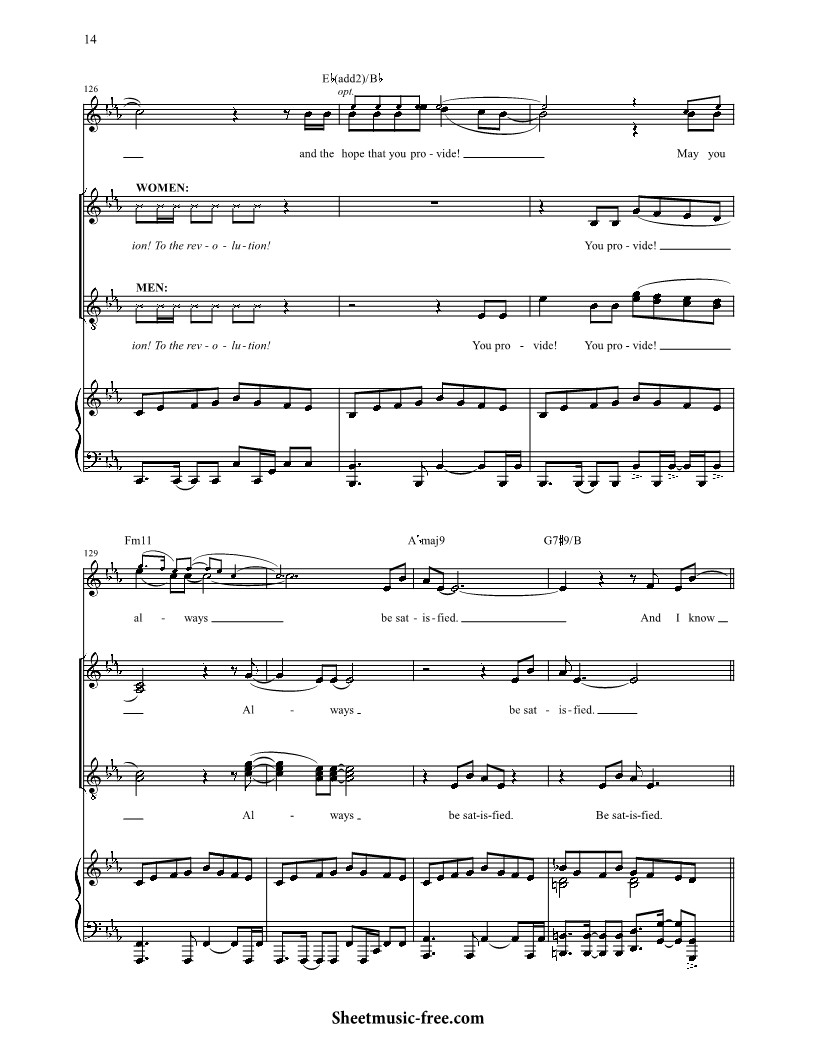 14
E♭(add2)/B♭
126
opt.
and the hope that you pro - vide!
May you
WOMEN:
ion! To the rev - o - lu - tion!
You pro - vide!
MEN:
ion! To the rev - o - lu - tion!
You pro - vide! You pro - vide!
Fm11
A♭maj9
G7♯9/B
129
al - ways
be sat - is - fied.
And I know
Al - ways
be sat - is - fied.
Al - ways
be sat-is-fied.
Be sat-is-fied.
Sheetmusic-free.com